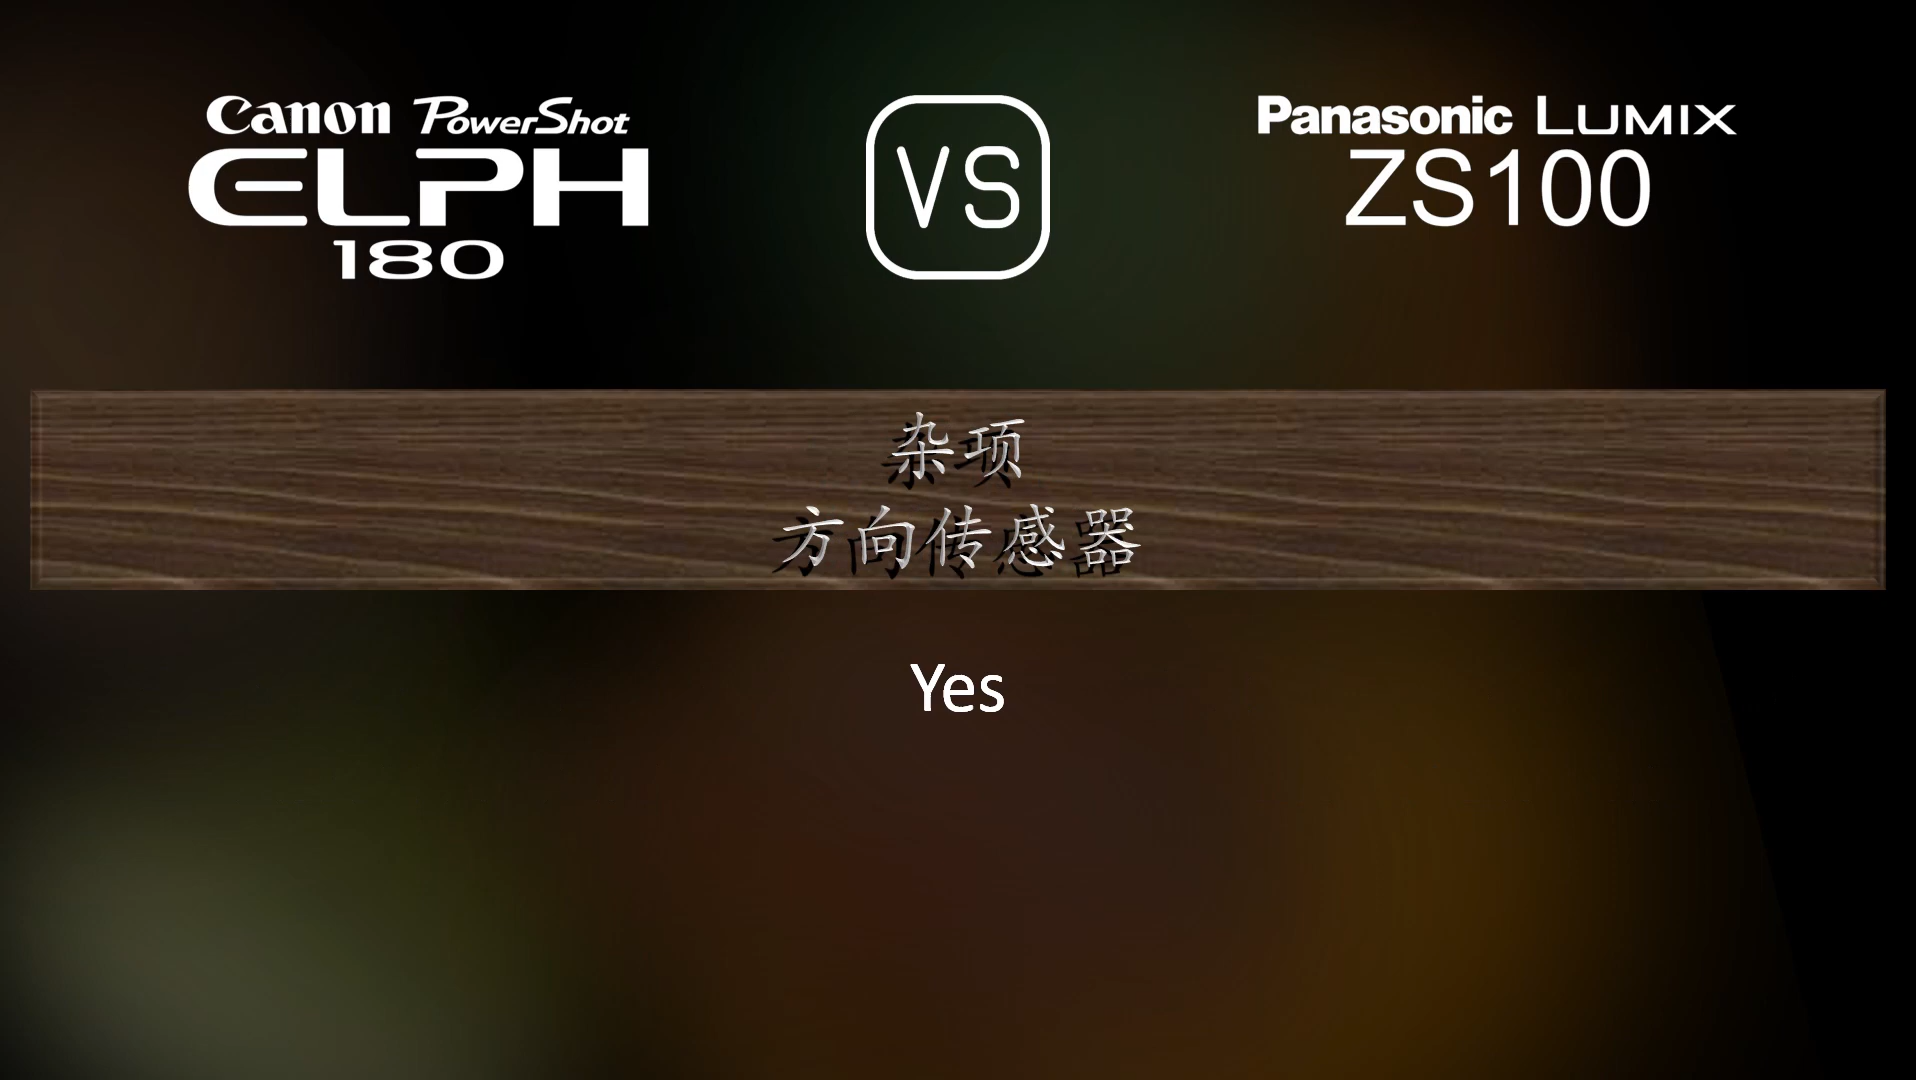 Canon PowerShot
ELPH
180
VS
Panasonic LUMIX
ZS100
杂项
方向传感器
Yes